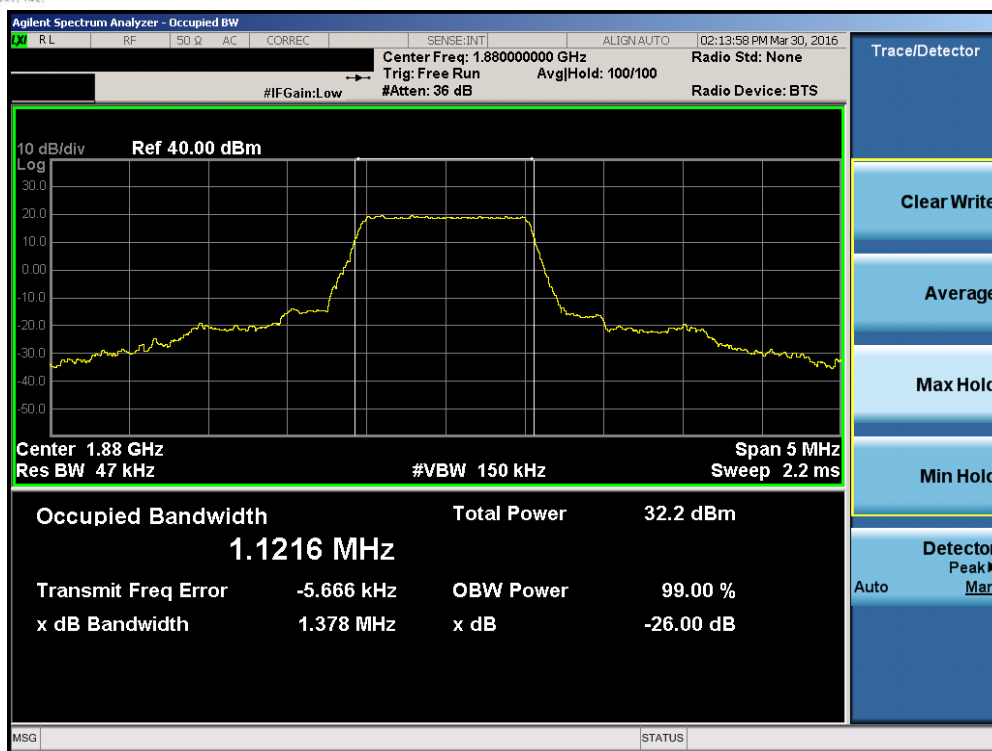 Agilent Spectrum Analyzer - Occupied BW
LXI RL RF 50 Ω AC CORREC SENSE:INT ALIGN AUTO 02:13:58 PM Mar 30, 2016
Center Freq: 1.880000000 GHz Radio Std: None
Trig: Free Run Avg|Hold: 100/100
#IFGain:Low #Atten: 36 dB Radio Device: BTS
10 dB/div Ref 40.00 dBm
Log
30.0
20.0
10.0
0.00
-10.0
-20.0
-30.0
-40.0
-50.0
Center 1.88 GHz Span 5 MHz
Res BW 47 kHz #VBW 150 kHz Sweep 2.2 ms
Occupied Bandwidth Total Power 32.2 dBm
1.1216 MHz
Transmit Freq Error -5.666 kHz OBW Power 99.00 %
x dB Bandwidth 1.378 MHz x dB -26.00 dB
MSG STATUS
Trace/Detector
Clear Write
Average
Max Hold
Min Hold
Detector
Peak▶
Auto Man